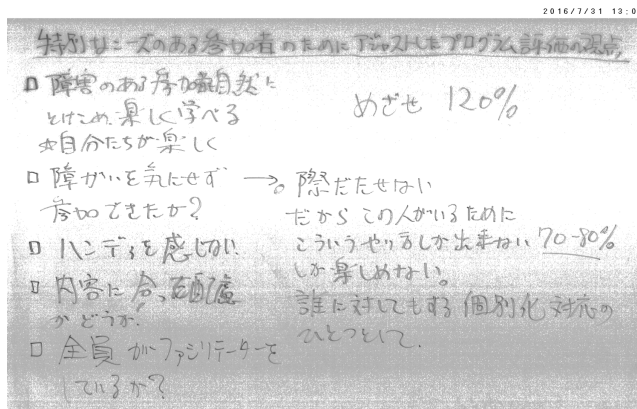 2016/7/31 13:0
特別なニーズのある参加者のためにアジャストしたプログラム評価の視点
□ 障害のある参加者が自然に
とけこめ、楽しく学べる
☆自分たちが楽しく
めざせ 120%
□ 障がいを気にせず
参加できたか?
□ ハンディを感じない
□ 内容に合った配慮
かどうか!
□ 全員がファシリテーターを
しているか?
→。際だたせない
だから この人がいるために
こういうやり方しか出来ない 70-80%
しか楽しめない。
誰に対してもする 個別化対応の
ひとつとして.